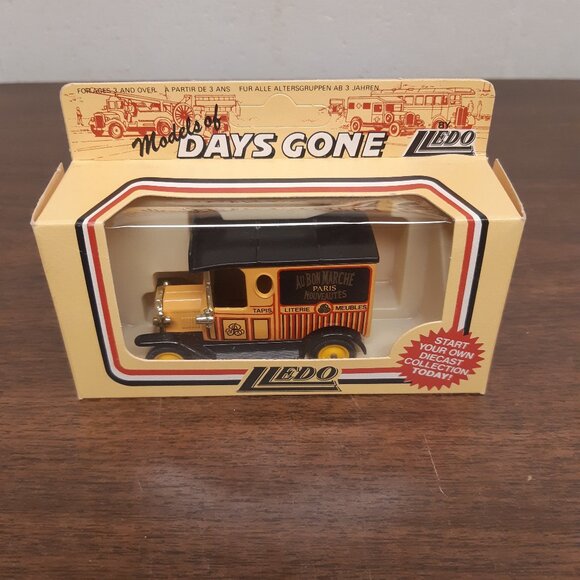 FOR AGES 3 AND OVER. A PARTIR DE 3 ANS FUR ALLE ALTERSGRUPPEN AB 3 JAHREN
Models of
DAYS GONE
BY
LLEDO
AU BON MARCHE
PARIS
NOUVEAUTES
TAPIS LITERIE MEUBLES
START
YOUR OWN
DIECAST
COLLECTION
TODAY!
LLEDO